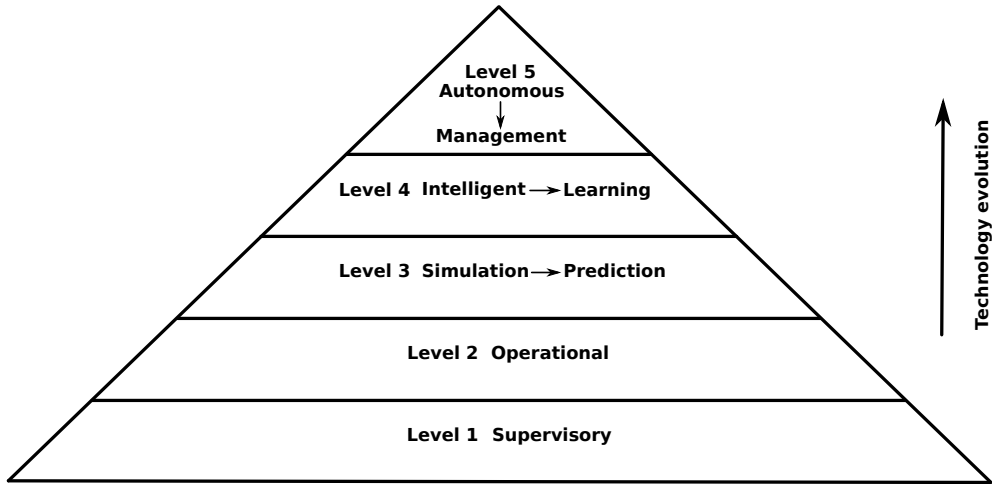 Level 5
Autonomous
Management
Level 4 Intelligent Learning
Level 3 Simulation Prediction
Level 2 Operational
Level 1 Supervisory
Technology evolution